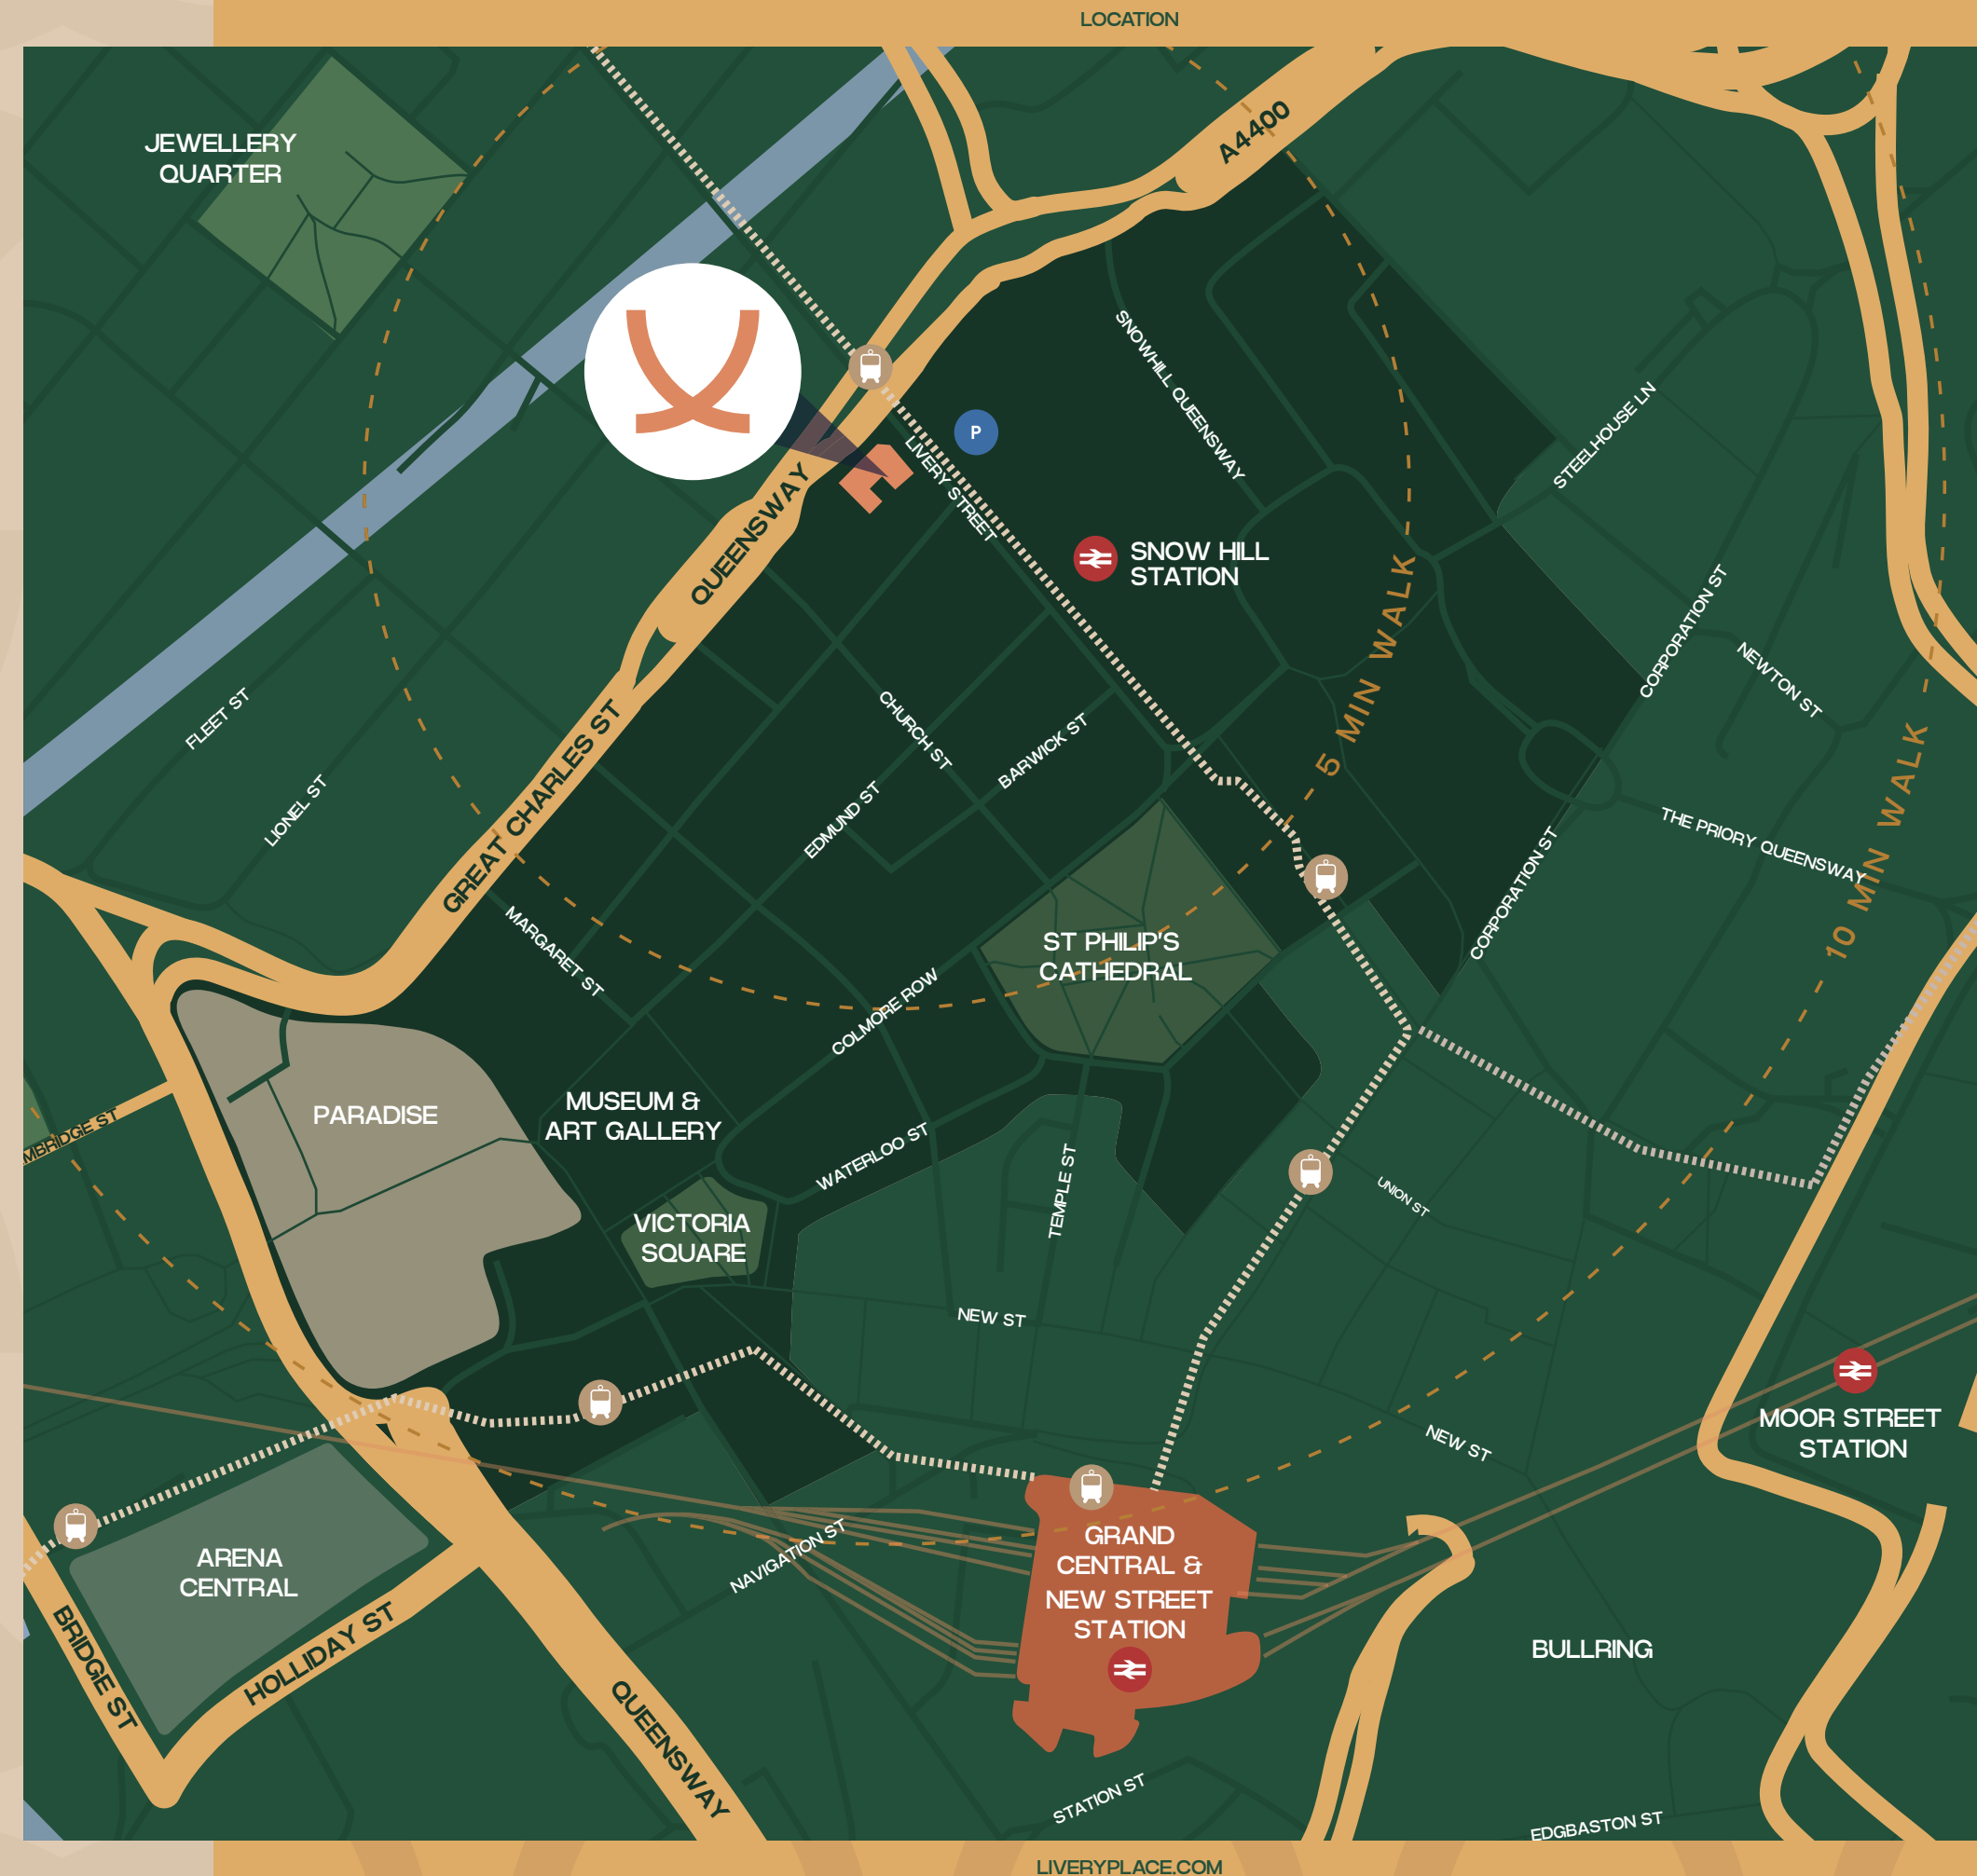 LOCATION
A4400
JEWELLERY
QUARTER
SNOWHILL QUEENSWAY
STEELHOUSE LN
P
LIVERY STREET
QUEENSWAY
SNOW HILL
STATION
5 MIN WALK
CORPORATION ST
NEWTON ST
FLEET ST
LIONEL ST
GREAT CHARLES ST
CHURCH ST
BARWICK ST
EDMUND ST
THE PRIORY QUEENSWAY
10 MIN WALK
CORPORATION ST
MARGARET ST
ST PHILIP'S
CATHEDRAL
COLMORE ROW
MBRIDGE ST
PARADISE
MUSEUM &
ART GALLERY
WATERLOO ST
TEMPLE ST
UNION ST
VICTORIA
SQUARE
NEW ST
NEW ST
MOOR STREET
STATION
ARENA
CENTRAL
NAVIGATION ST
GRAND
CENTRAL &
NEW STREET
STATION
BRIDGE ST
HOLLIDAY ST
QUEENSWAY
BULLRING
STATION ST
EDGBASTON ST
LIVERYPLACE.COM